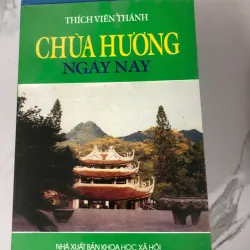 THÍCH VIÊN THÀNH
CHÙA HƯƠNG
NGÀY NAY
NHÀ XUẤT BẢN KHOA HỌC XÃ HỘI